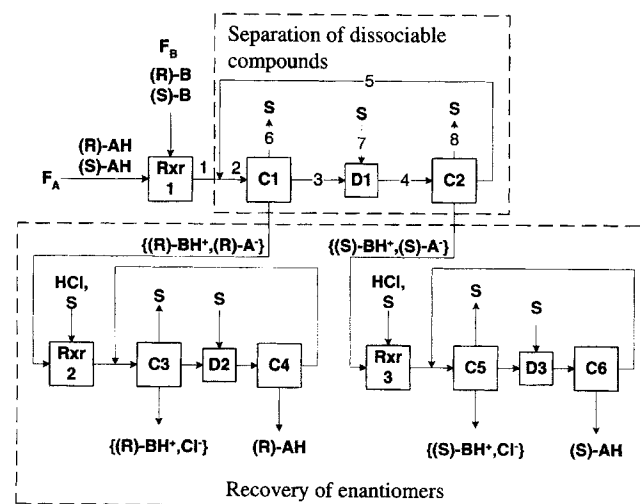 Separation of dissociable
compounds
F_B
(R)-B
(S)-B
5
S
S
S
6
7
8
(R)-AH
(S)-AH
F_A
Rxr
1
1
2
C1
3
D1
4
C2
{(R)-BH⁺,(R)-A⁻}
{(S)-BH⁺,(S)-A⁻}
HCl,
S
S
S
Rxr
2
C3
D2
C4
{(R)-BH⁺,Cl⁻}
(R)-AH
HCl,
S
S
S
Rxr
3
C5
D3
C6
{(S)-BH⁺,Cl⁻}
(S)-AH
Recovery of enantiomers